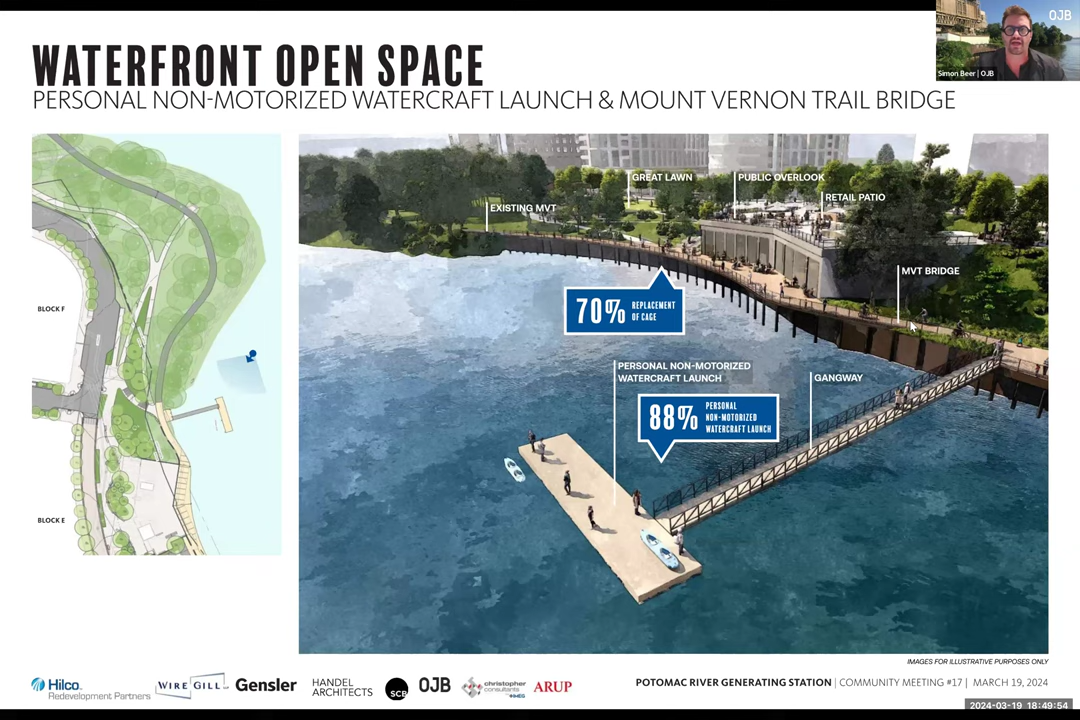 OJB
Simon Beer | OJB
WATERFRONT OPEN SPACE
PERSONAL NON-MOTORIZED WATERCRAFT LAUNCH & MOUNT VERNON TRAIL BRIDGE
BLOCK F
BLOCK E
GREAT LAWN
PUBLIC OVERLOOK
RETAIL PATIO
EXISTING MVT
MVT BRIDGE
70% REPLACEMENT
OF CAGE
PERSONAL NON-MOTORIZED
WATERCRAFT LAUNCH
GANGWAY
88% PERSONAL
NON-MOTORIZED
WATERCRAFT LAUNCH
IMAGES FOR ILLUSTRATIVE PURPOSES ONLY
Hilco
Redevelopment Partners
WIRE GILL
Gensler
HANDEL
ARCHITECTS
SCB
OJB
christopher
consultants
ARUP
POTOMAC RIVER GENERATING STATION | COMMUNITY MEETING #17 | MARCH 19, 2024
2024-03-19 18:49:54